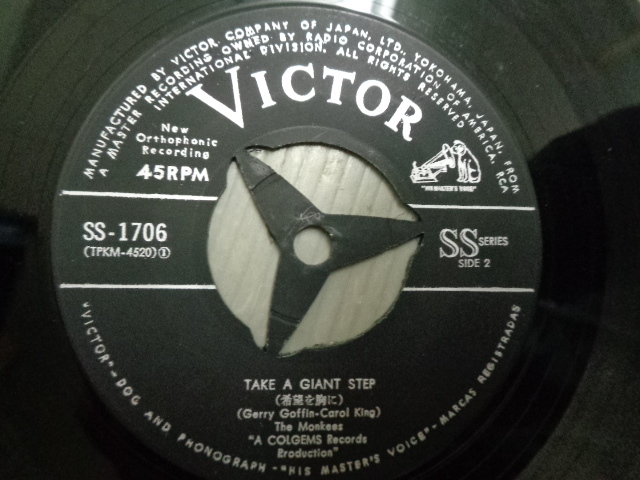 MANUFACTURED BY VICTOR COMPANY OF JAPAN, LTD. YOKOHAMA, JAPAN, FROM
A MASTER RECORDING OWNED BY RADIO CORPORATION OF AMERICA, RCA
INTERNATIONAL DIVISION. ALL RIGHTS RESERVED
VICTOR
New
Orthophonic
Recording
45RPM
"HIS MASTER'S VOICE"
SS-1706
(TPKM-4520)①
SS SERIES
SIDE 2
TAKE A GIANT STEP
(希望を胸に)
(Gerry Goffin-Carol King)
The Monkees
"A COLGEMS Records
Production"
"VICTOR"-DOG AND PHONOGRAPH-"HIS MASTER'S VOICE"-MARCAS REGISTRADAS